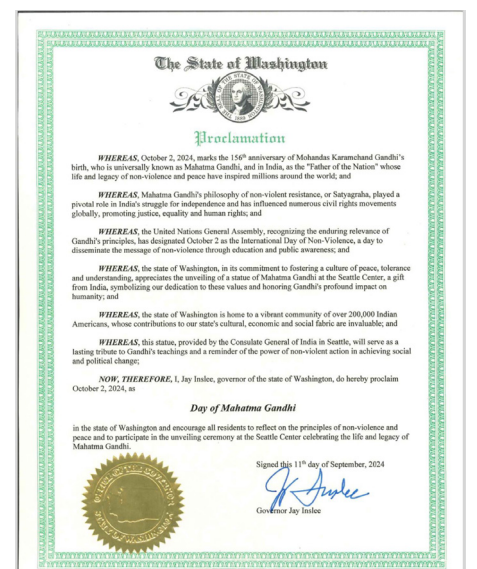 The State of Washington
Proclamation
WHEREAS, October 2, 2024, marks the 156th anniversary of Mohandas Karamchand Gandhi's
birth, who is universally known as Mahatma Gandhi, and in India, as the "Father of the Nation" whose
life and legacy of non-violence and peace have inspired millions around the world; and
WHEREAS, Mahatma Gandhi's philosophy of non-violent resistance, or Satyagraha, played a
pivotal role in India's struggle for independence and has influenced numerous civil rights movements
globally, promoting justice, equality and human rights; and
WHEREAS, the United Nations General Assembly, recognizing the enduring relevance of
Gandhi's principles, has designated October 2 as the International Day of Non-Violence, a day to
disseminate the message of non-violence through education and public awareness; and
WHEREAS, the state of Washington, in its commitment to fostering a culture of peace, tolerance
and understanding, appreciates the unveiling of a statue of Mahatma Gandhi at the Seattle Center, a gift
from India, symbolizing our dedication to these values and honoring Gandhi's profound impact on
humanity; and
WHEREAS, the state of Washington is home to a vibrant community of over 200,000 Indian
Americans, whose contributions to our state's cultural, economic and social fabric are invaluable; and
WHEREAS, this statue, provided by the Consulate General of India in Seattle, will serve as a
lasting tribute to Gandhi's teachings and a reminder of the power of non-violent action in achieving social
and political change;
NOW, THEREFORE, I, Jay Inslee, governor of the state of Washington, do hereby proclaim
October 2, 2024, as
Day of Mahatma Gandhi
in the state of Washington and encourage all residents to reflect on the principles of non-violence and
peace and to participate in the unveiling ceremony at the Seattle Center celebrating the life and legacy of
Mahatma Gandhi.
Signed this 11th day of September, 2024
Jay Inslee
Governor Jay Inslee